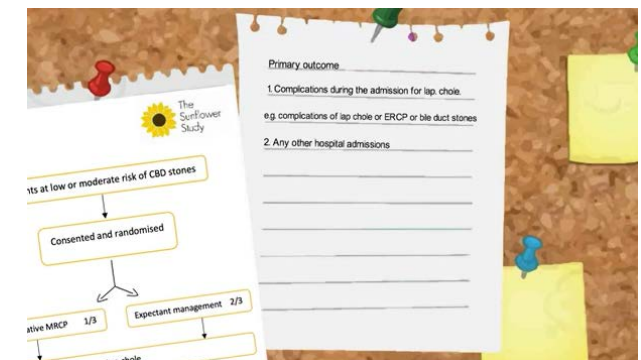 The
Sunflower
Study
nts at low or moderate risk of CBD stones
Consented and randomised
ative MRCP 1/3
Expectant management 2/3
chole
Primary outcome
1. Complications during the admission for lap. chole.
e.g. complications of lap chole or ERCP or bile duct stones
2. Any other hospital admissions